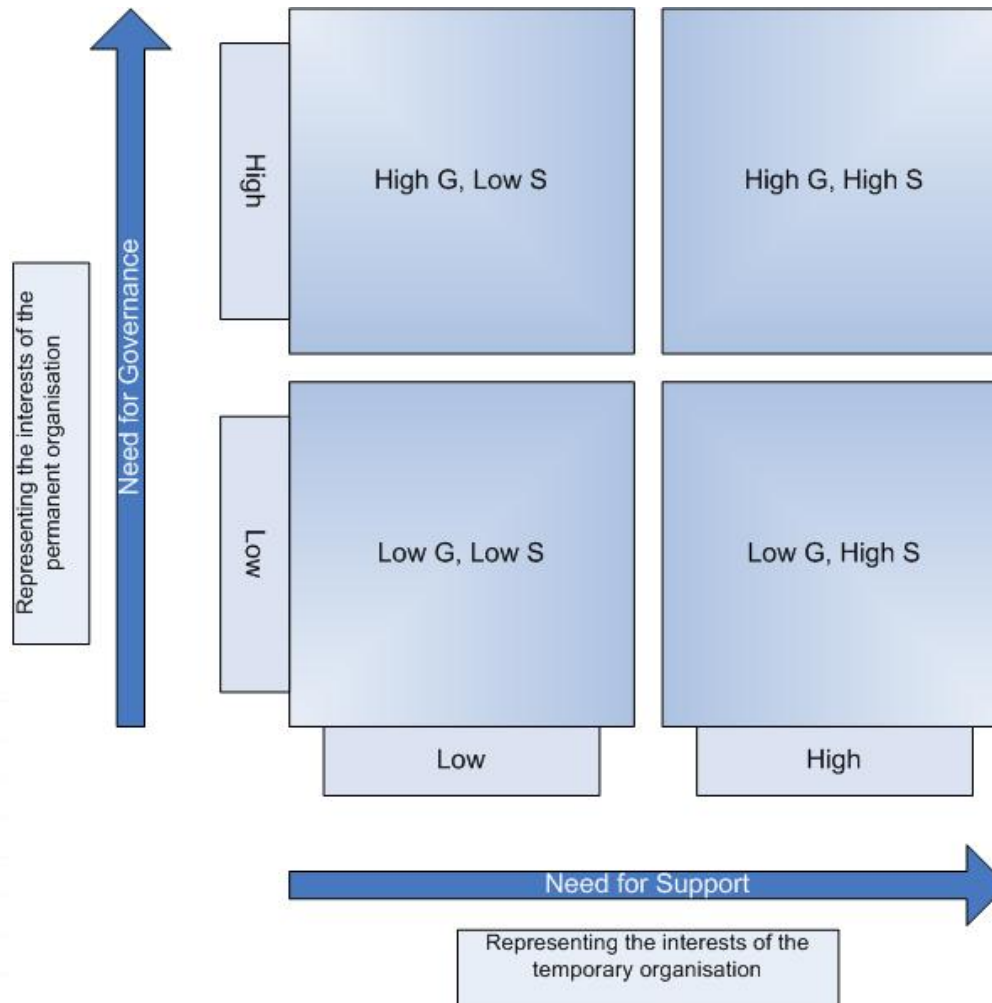 High
High G, Low S
High G, High S
Representing the interests of the
permanent organisation
Need for Governance
Low
Low G, Low S
Low G, High S
Low
High
Need for Support
Representing the interests of the
temporary organisation